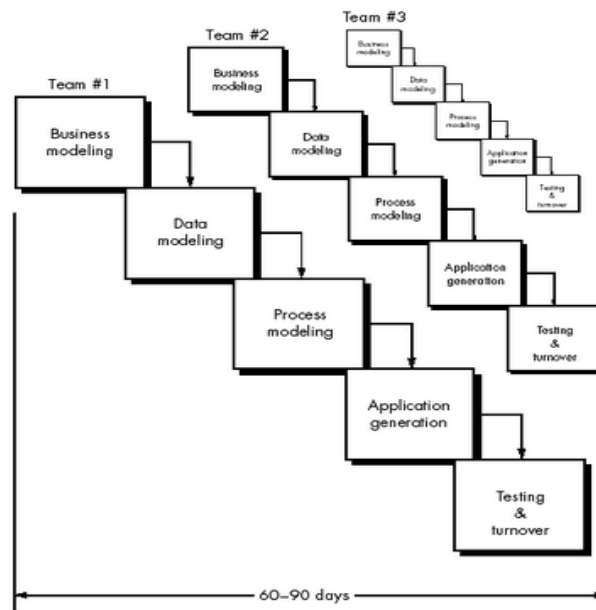 Team #1
Business
modeling
Data
modeling
Process
modeling
Application
generation
Testing
&
turnover
Team #2
Business
modeling
Data
modeling
Process
modeling
Application
generation
Testing
&
turnover
Team #3
Business
modeling
Data
modeling
Process
modeling
Application
generation
Testing
&
turnover
60–90 days